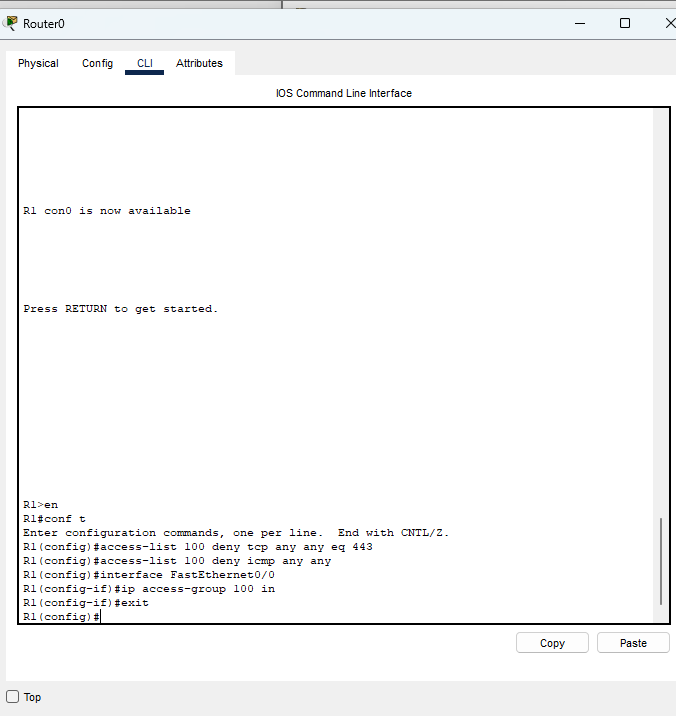 Router0
Physical Config CLI Attributes
IOS Command Line Interface
R1 con0 is now available
Press RETURN to get started.
R1>en
R1#conf t
Enter configuration commands, one per line.  End with CNTL/Z.
R1(config)#access-list 100 deny tcp any any eq 443
R1(config)#access-list 100 deny icmp any any
R1(config)#interface FastEthernet0/0
R1(config-if)#ip access-group 100 in
R1(config-if)#exit
R1(config)#
Copy Paste
Top